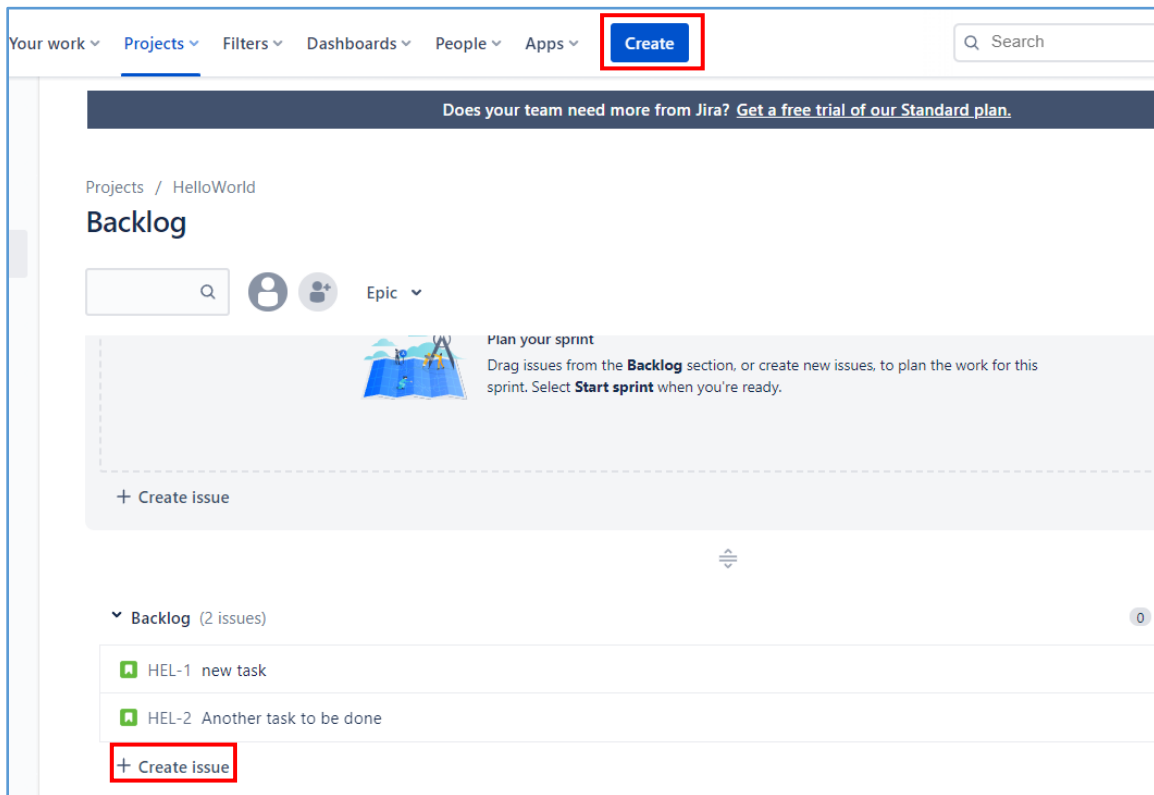 Your work Projects Filters Dashboards People Apps Create Search
Does your team need more from Jira? Get a free trial of our Standard plan.
Projects / HelloWorld
Backlog
Epic
Plan your sprint
Drag issues from the Backlog section, or create new issues, to plan the work for this
sprint. Select Start sprint when you're ready.
+ Create issue
Backlog (2 issues) 0
HEL-1 new task
HEL-2 Another task to be done
+ Create issue